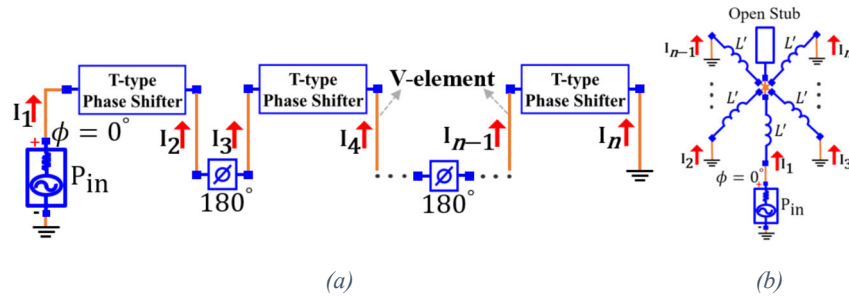 T-type
Phase Shifter
T-type
Phase Shifter
V-element
T-type
Phase Shifter
I1
ϕ = 0°
Pin
I2
I3
180°
I4
In−1
180°
In
(a)
Open Stub
In−1
In
L′
L′
L′
L′
L′
I2
I3
I1
ϕ = 0°
Pin
(b)